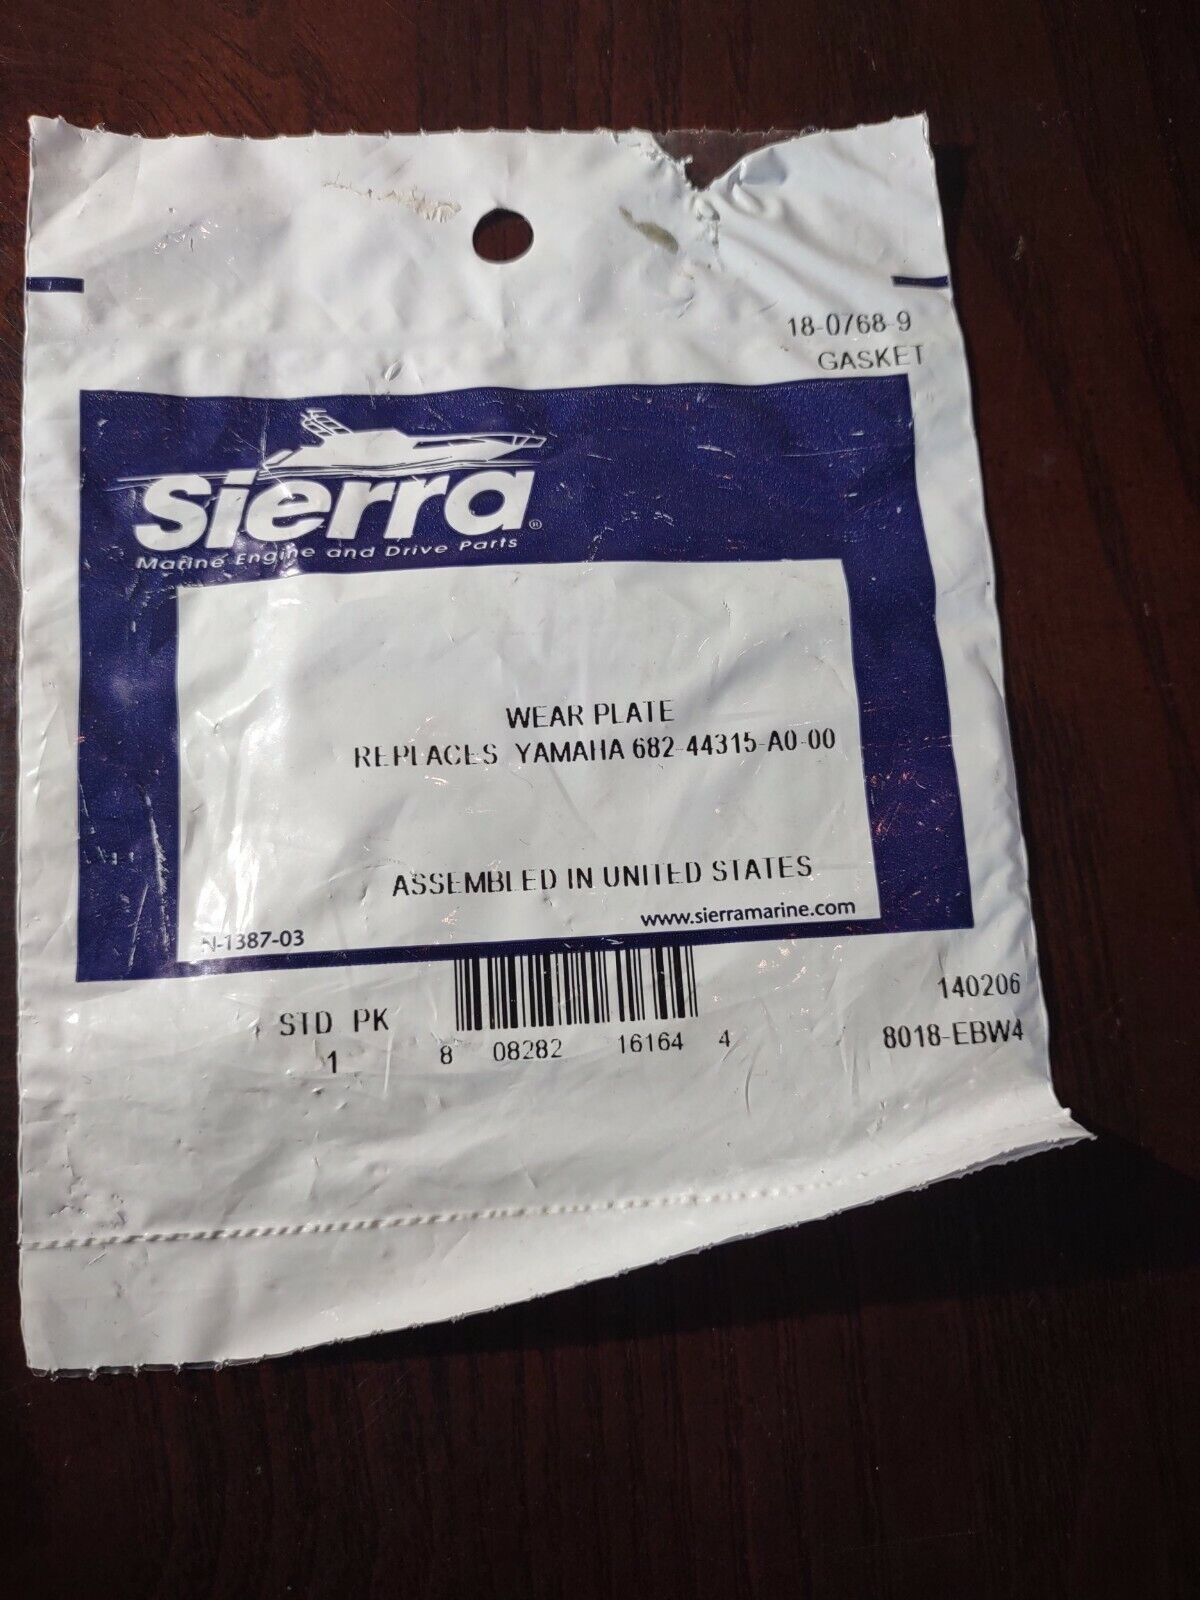 18-0768-9
GASKET
Sierra®
Marine Engine and Drive Parts
WEAR PLATE
REPLACES YAMAHA 682-44315-A0-00
ASSEMBLED IN UNITED STATES
www.sierramarine.com
N-1387-03
140206
STD PK
8018-EBW4
1
8 08282 16164 4